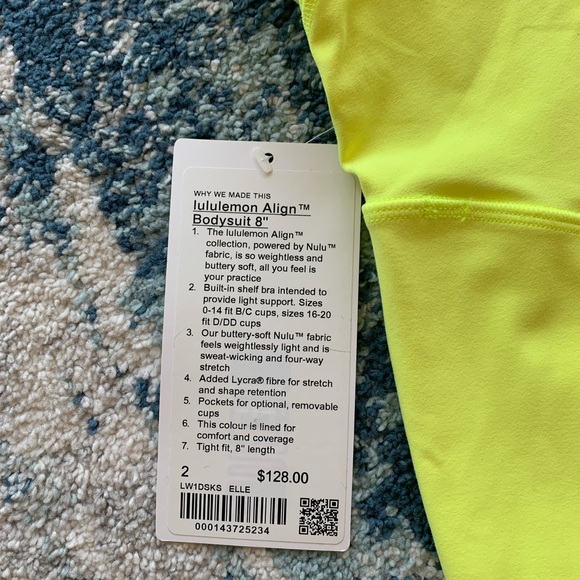 WHY WE MADE THIS
lululemon Align™
Bodysuit 8"
1. The lululemon Align™
collection, powered by Nulu™
fabric, is so weightless and
buttery soft, all you feel is
your practice
2. Built-in shelf bra intended to
provide light support. Sizes
0-14 fit B/C cups, sizes 16-20
fit D/DD cups
3. Our buttery-soft Nulu™ fabric
feels weightlessly light and is
sweat-wicking and four-way
stretch
4. Added Lycra® fibre for stretch
and shape retention
5. Pockets for optional, removable
cups
6. This colour is lined for
comfort and coverage
7. Tight fit, 8" length
2 $128.00
LW1DSKS ELLE
000143725234